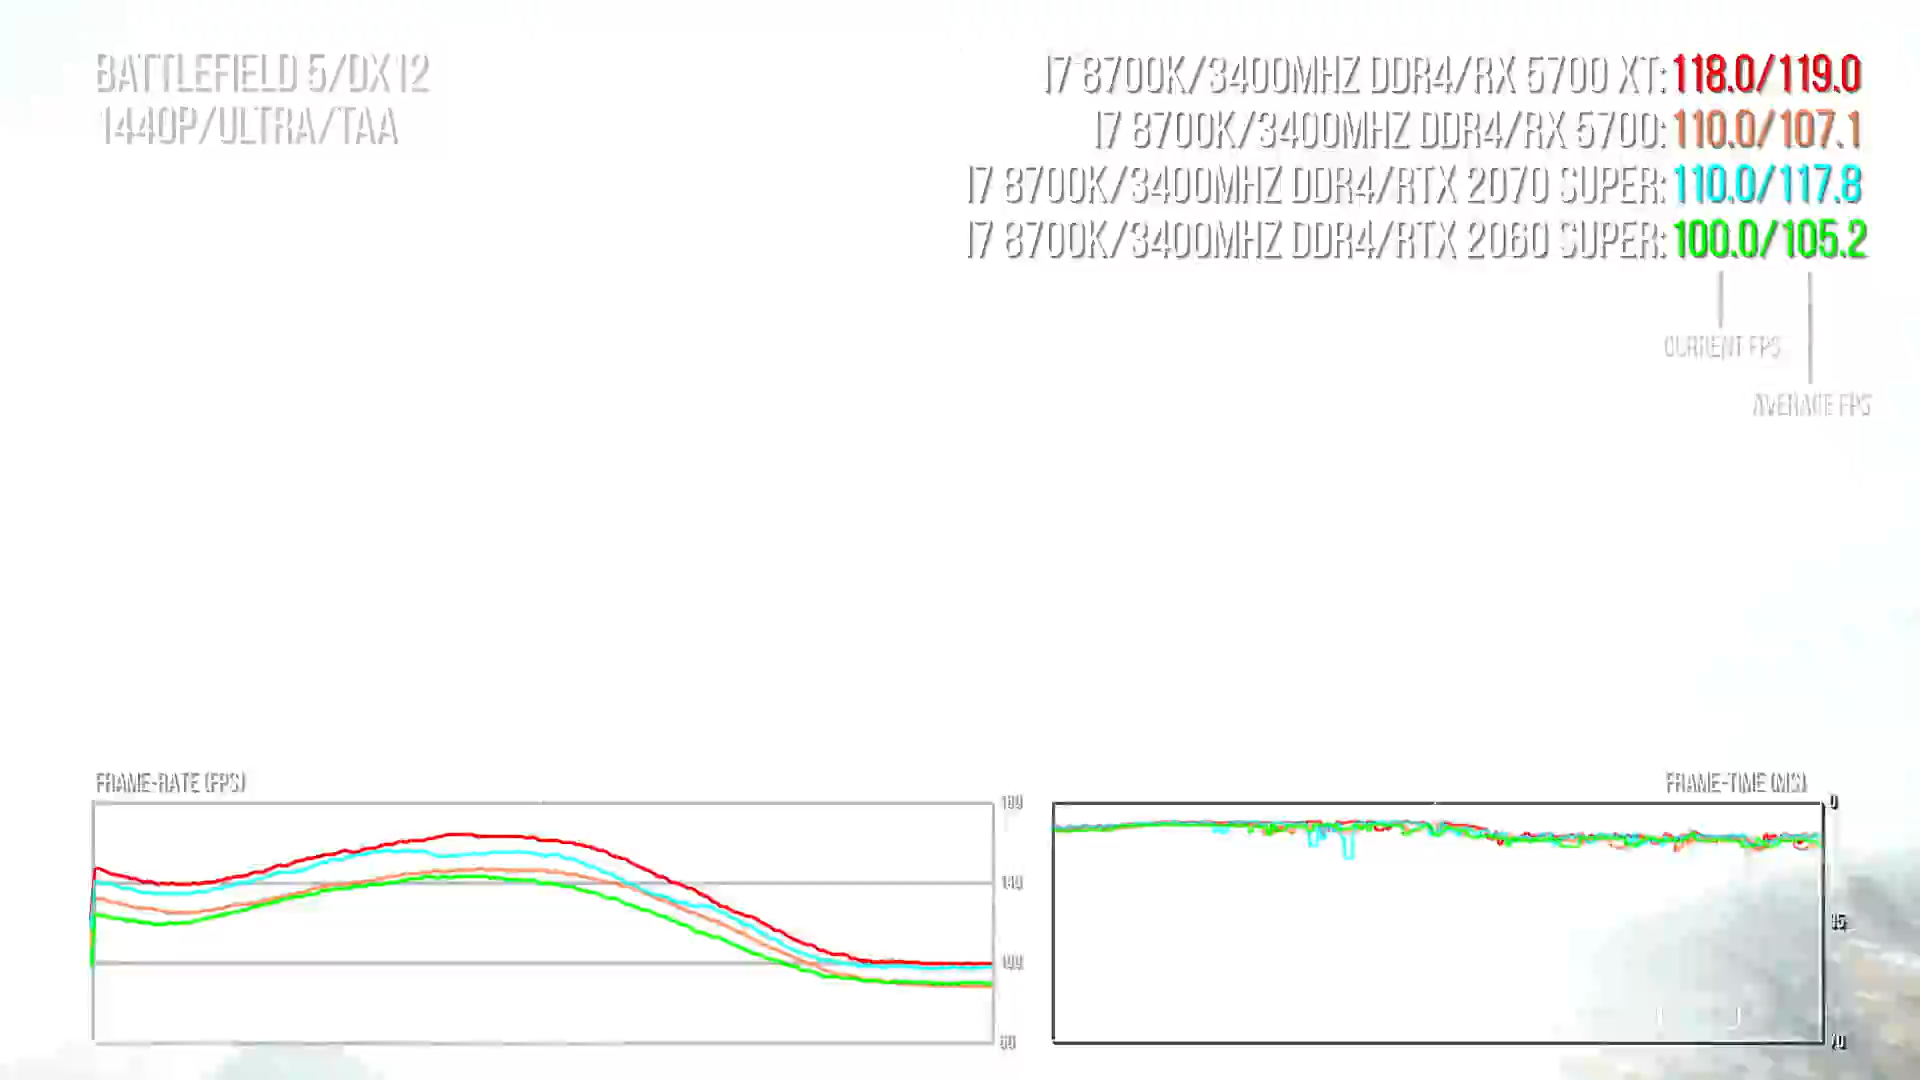 BATTLEFIELD 5/DX12
1440P/ULTRA/TAA
I7 8700K/3400MHZ DDR4/RX 5700 XT: 118.0/119.0
I7 8700K/3400MHZ DDR4/RX 5700: 110.0/107.1
I7 8700K/3400MHZ DDR4/RTX 2070 SUPER: 110.0/117.8
I7 8700K/3400MHZ DDR4/RTX 2060 SUPER: 100.0/105.2
CURRENT FPS
AVERAGE FPS
FRAME-RATE (FPS)
140
FRAME-TIME (MS)
0